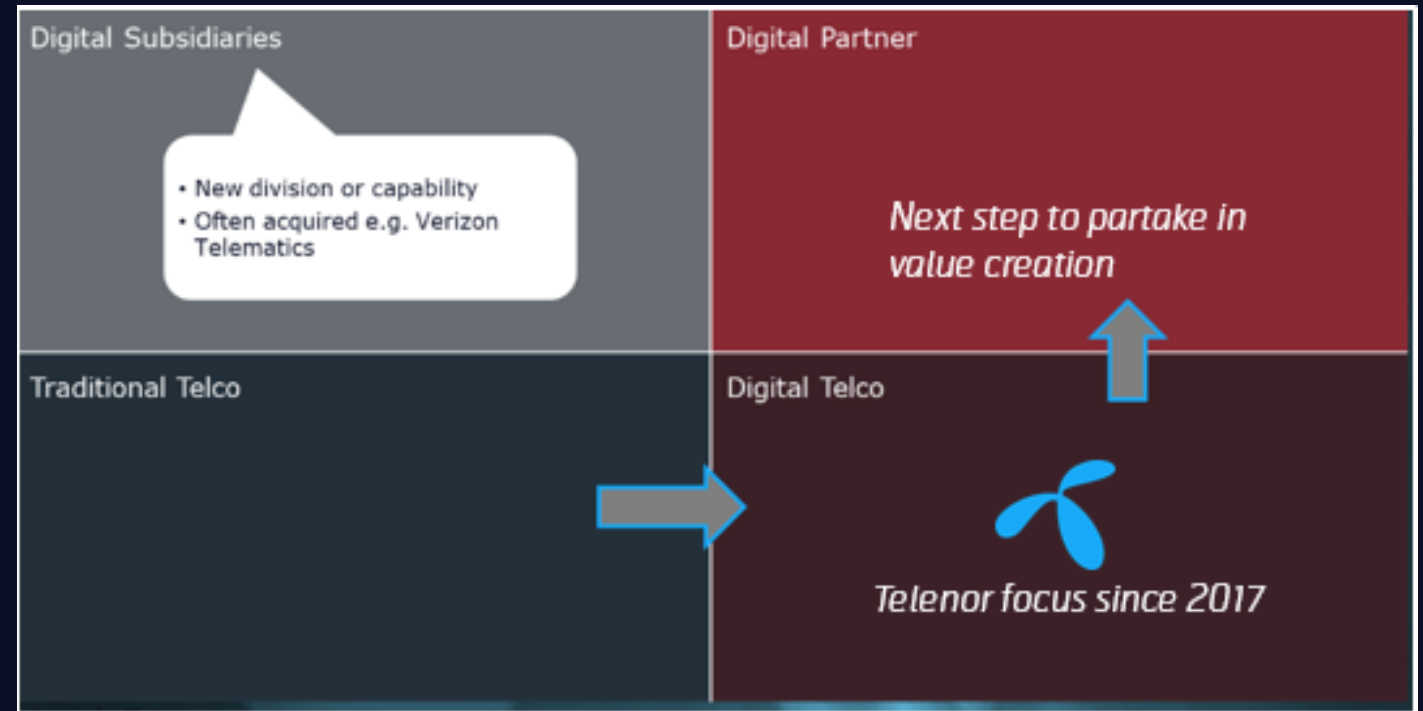 Digital Subsidiaries
• New division or capability
• Often acquired e.g. Verizon
Telematics
Digital Partner
Next step to partake in
value creation
Traditional Telco
Digital Telco
Telenor focus since 2017